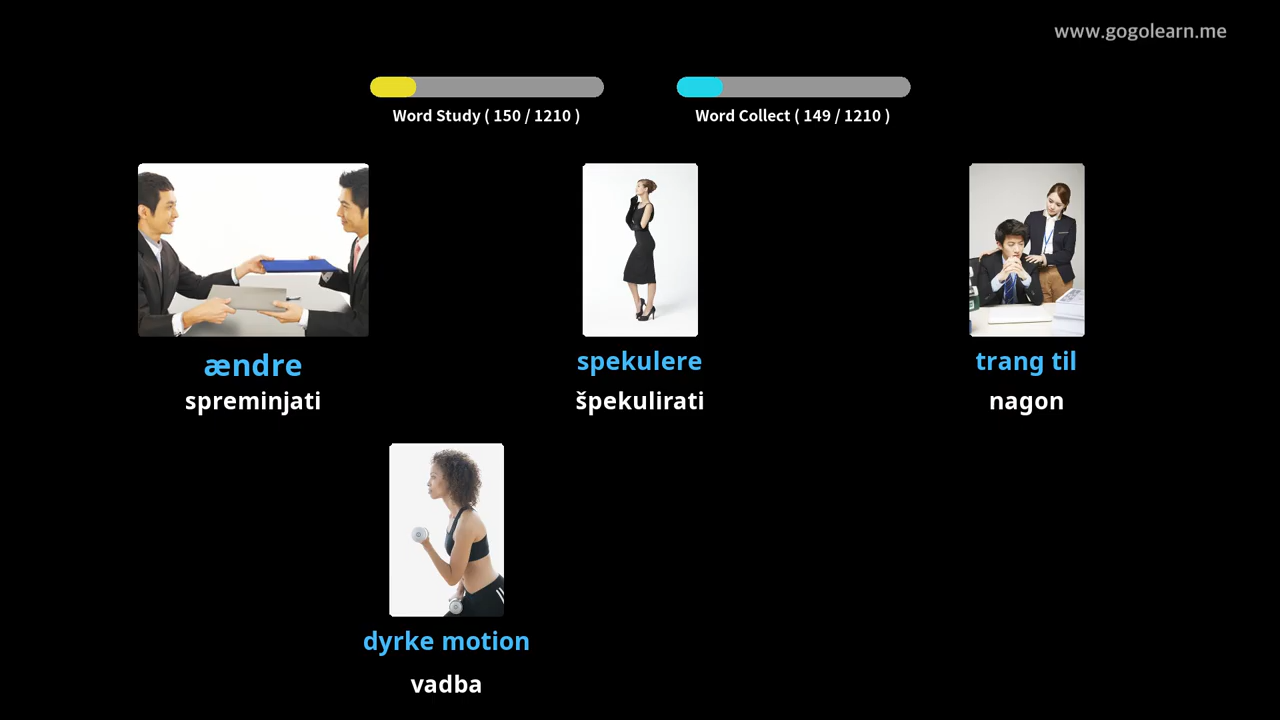 www.gogolearn.me
Word Study ( 150 / 1210 )
Word Collect ( 149 / 1210 )
ændre
spreminjati
spekulere
špekulirati
trang til
nagon
dyrke motion
vadba